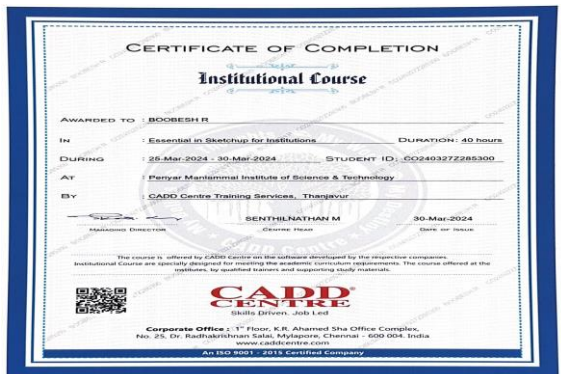 CERTIFICATE OF COMPLETION
Institutional Course
AWARDED TO : BOOBESH R
IN : Essential in Sketchup for Institutions DURATION: 40 hours
DURING : 25-Mar-2024 - 30-Mar-2024 STUDENT ID: CO240327Z285300
AT : Periyar Maniammai Institute of Science & Technology
BY : CADD Centre Training Services, Thanjavur
SENTHILNATHAN M 30-Mar-2024
MANAGING DIRECTOR CENTRE HEAD DATE OF ISSUE
The course is offered by CADD Centre on the software developed by the respective companies.
Institutional Course are specially designed for meeting the academic curriculum requirements. The course offered at the
institutes, by qualified trainers and supporting study materials.
CADD
CENTRE
Skills Driven. Job Led
Corporate Office : 1st Floor, K.R. Ahamed Sha Office Complex,
No. 25, Dr. Radhakrishnan Salai, Mylapore, Chennai - 600 004. India
www.caddcentre.com
An ISO 9001 - 2015 Certified Company